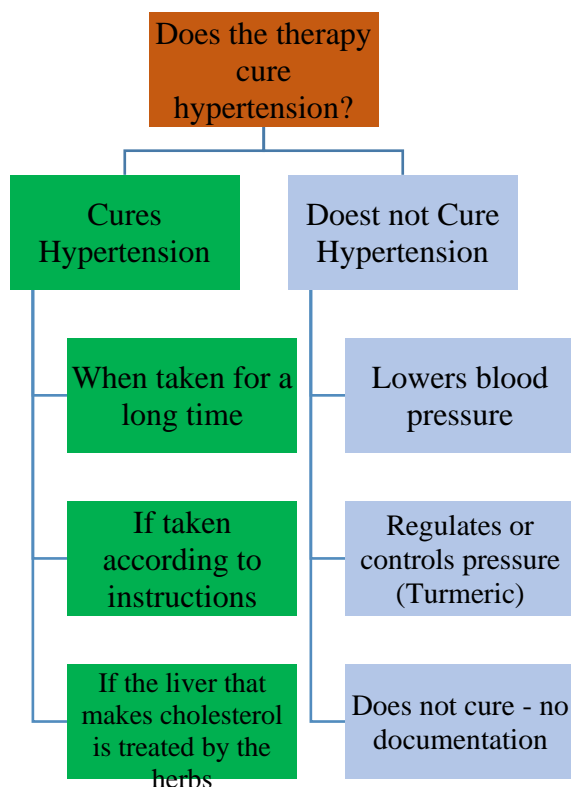 Does the therapy
cure
hypertension?
Cures
Hypertension
When taken for a
long time
If taken
according to
instructions
If the liver that
makes cholesterol
is treated by the
herbs
Doest not Cure
Hypertension
Lowers blood
pressure
Regulates or
controls pressure
(Turmeric)
Does not cure - no
documentation